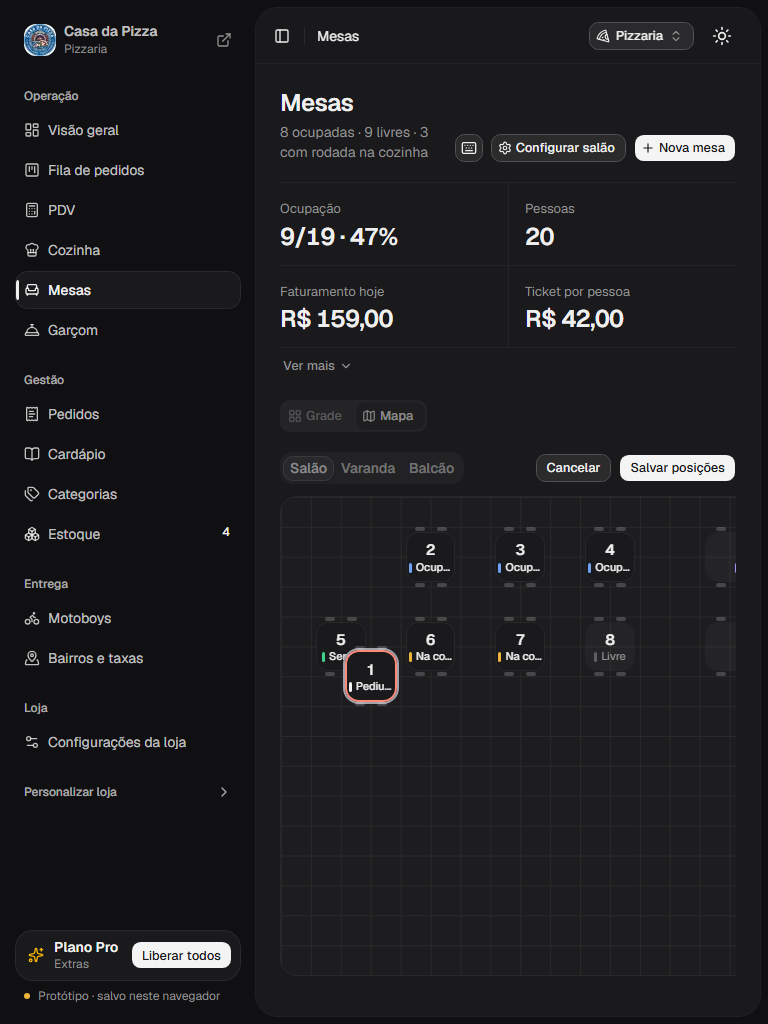 Casa da Pizza
Pizzaria
Operação
Visão geral
Fila de pedidos
PDV
Cozinha
Mesas
Garçom
Gestão
Pedidos
Cardápio
Categorias
Estoque
4
Entrega
Motoboys
Bairros e taxas
Loja
Configurações da loja
Personalizar loja
Plano Pro
Extras
Liberar todos
Protótipo · salvo neste navegador
Mesas
Pizzaria
Mesas
8 ocupadas · 9 livres · 3
com rodada na cozinha
Configurar salão
Nova mesa
Ocupação
9/19 · 47%
Pessoas
20
Faturamento hoje
R$ 159,00
Ticket por pessoa
R$ 42,00
Ver mais
Grade
Mapa
Salão
Varanda
Balcão
Cancelar
Salvar posições
2
Ocup...
3
Ocup...
4
Ocup...
5
Ser
6
Na co...
7
Na co...
8
Livre
1
Pediu...